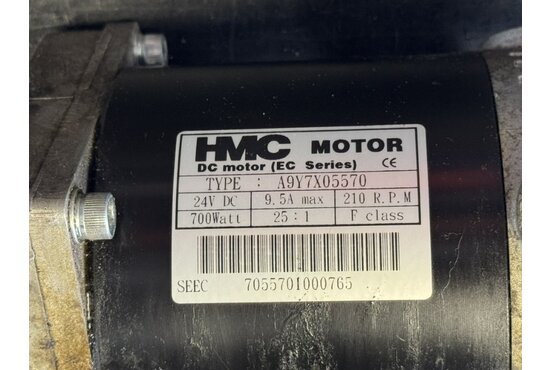 HMC MOTOR
DC motor (EC Series) CE
TYPE : A9Y7X05570
24V DC 9.5A max 210 R.P.M
700Watt 25:1 F class
SEEC 7055701000765